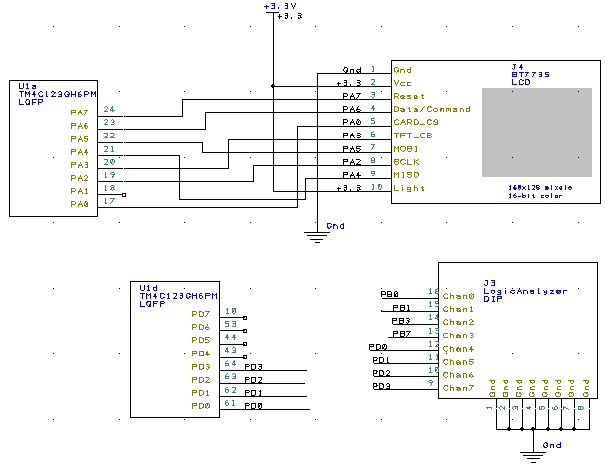 +3.3V
+3.3
U1a
TM4C123GH6PM
LQFP
PA7 24
PA6 23
PA5 22
PA4 21
PA3 20
PA2 19
PA1 18
PA0 17
J4
ST7735
LCD
Gnd 1 Gnd
+3.3 2 Vcc
PA7 3 Reset
PA6 4 Data/Command
PA0 5 CARD_CS
PA3 6 TFT_CS
PA5 7 MOSI
PA2 8 SCLK
PA4 9 MISO
+3.3 10 Light
160x128 pixels
16-bit color
Gnd
U1d
TM4C123GH6PM
LQFP
PD7 10
PD6 53
PD5 44
PD4 43
PD3 64 PD3
PD2 63 PD2
PD1 62 PD1
PD0 61 PD0
J3
LogicAnalyzer
DIP
PB0 16 Chan0
PB1 15 Chan1
PB3 14 Chan2
PB7 13 Chan3
PD0 12 Chan4
PD1 11 Chan5
PD2 10 Chan6
PD3 9 Chan7
Gnd Gnd Gnd Gnd Gnd Gnd Gnd Gnd
1 2 3 4 5 6 7 8
Gnd